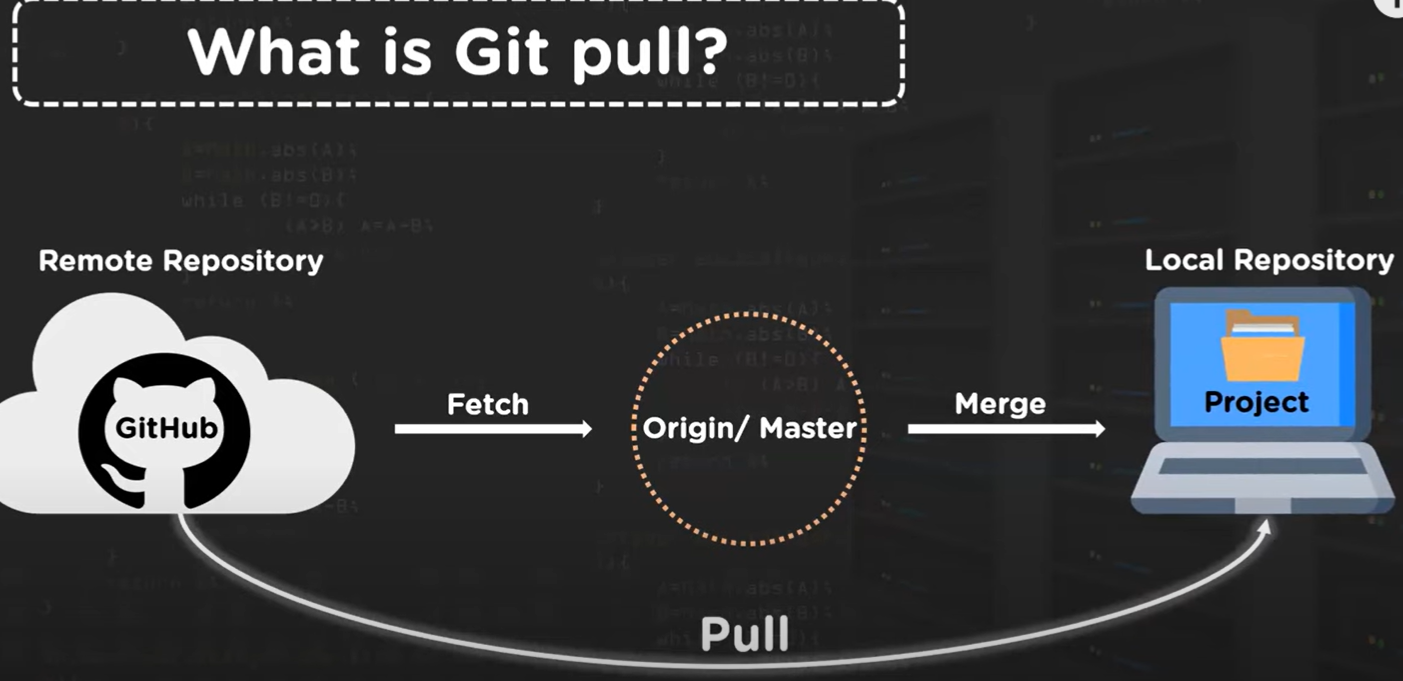 What is Git pull?
Remote Repository
Local Repository
GitHub
Fetch
Origin/ Master
Merge
Project
Pull